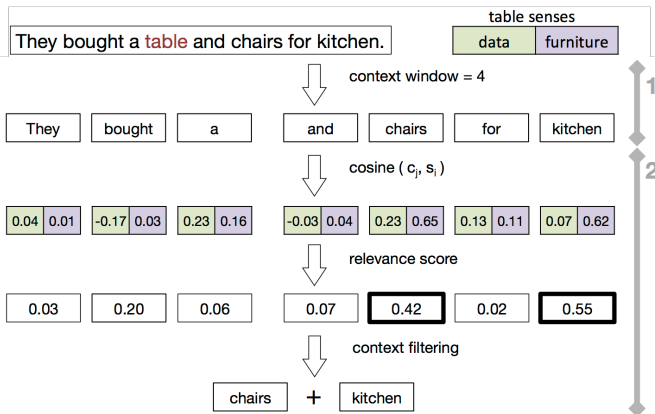 table senses
They bought a table and chairs for kitchen.
data furniture
context window = 4
1
They bought a and chairs for kitchen
cosine ( cj, si )
2
0.04 0.01 -0.17 0.03 0.23 0.16 -0.03 0.04 0.23 0.65 0.13 0.11 0.07 0.62
relevance score
0.03 0.20 0.06 0.07 0.42 0.02 0.55
context filtering
chairs + kitchen